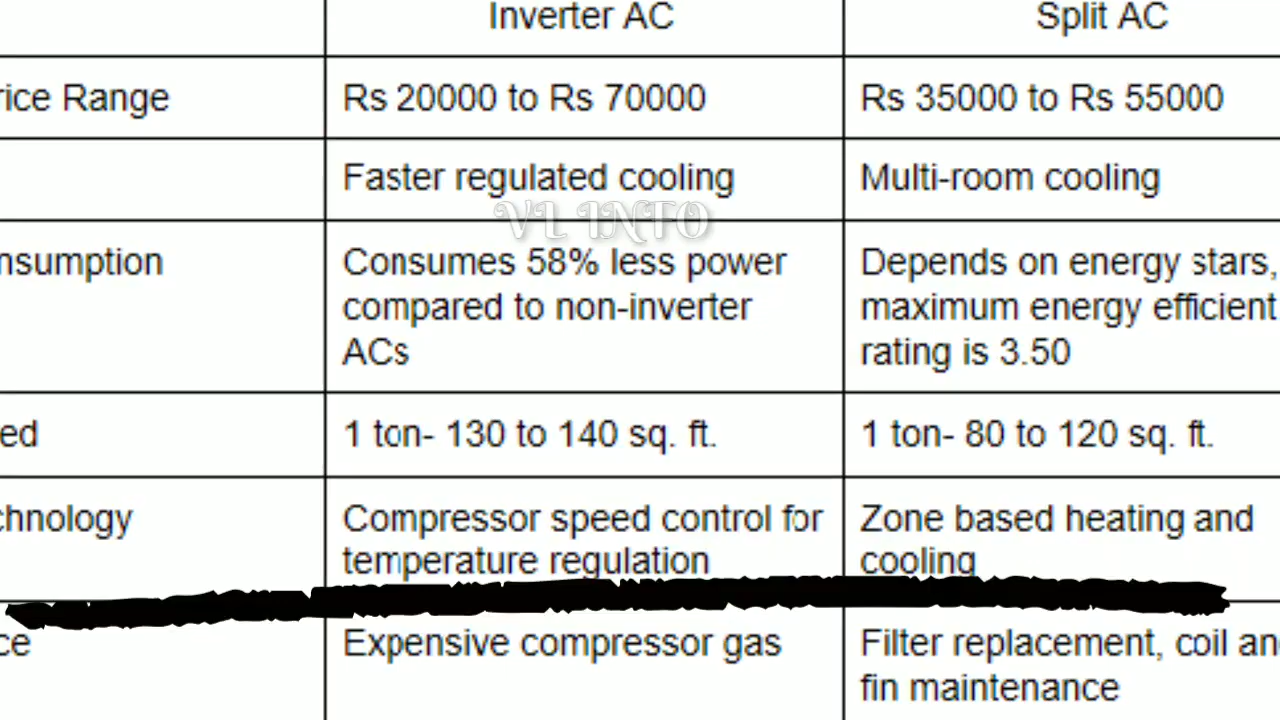 Inverter AC
Split AC
rice Range
Rs 20000 to Rs 70000
Rs 35000 to Rs 55000
Faster regulated cooling
Multi-room cooling
VL INFO
nsumption
Consumes 58% less power
compared to non-inverter
ACs
Depends on energy stars,
maximum energy efficient
rating is 3.50
ed
1 ton- 130 to 140 sq. ft.
1 ton- 80 to 120 sq. ft.
chnology
Compressor speed control for
temperature regulation
Zone based heating and
cooling
ce
Expensive compressor gas
Filter replacement, coil an
fin maintenance